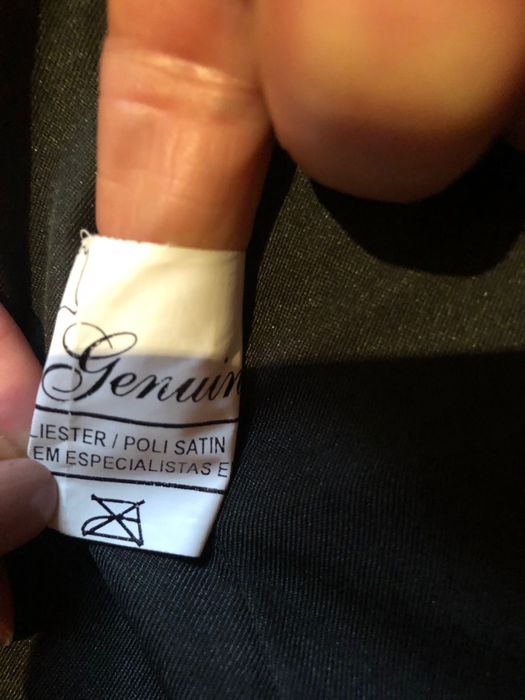 Genuin
LIESTER / POLI SATIN
EM ESPECIALISTAS E